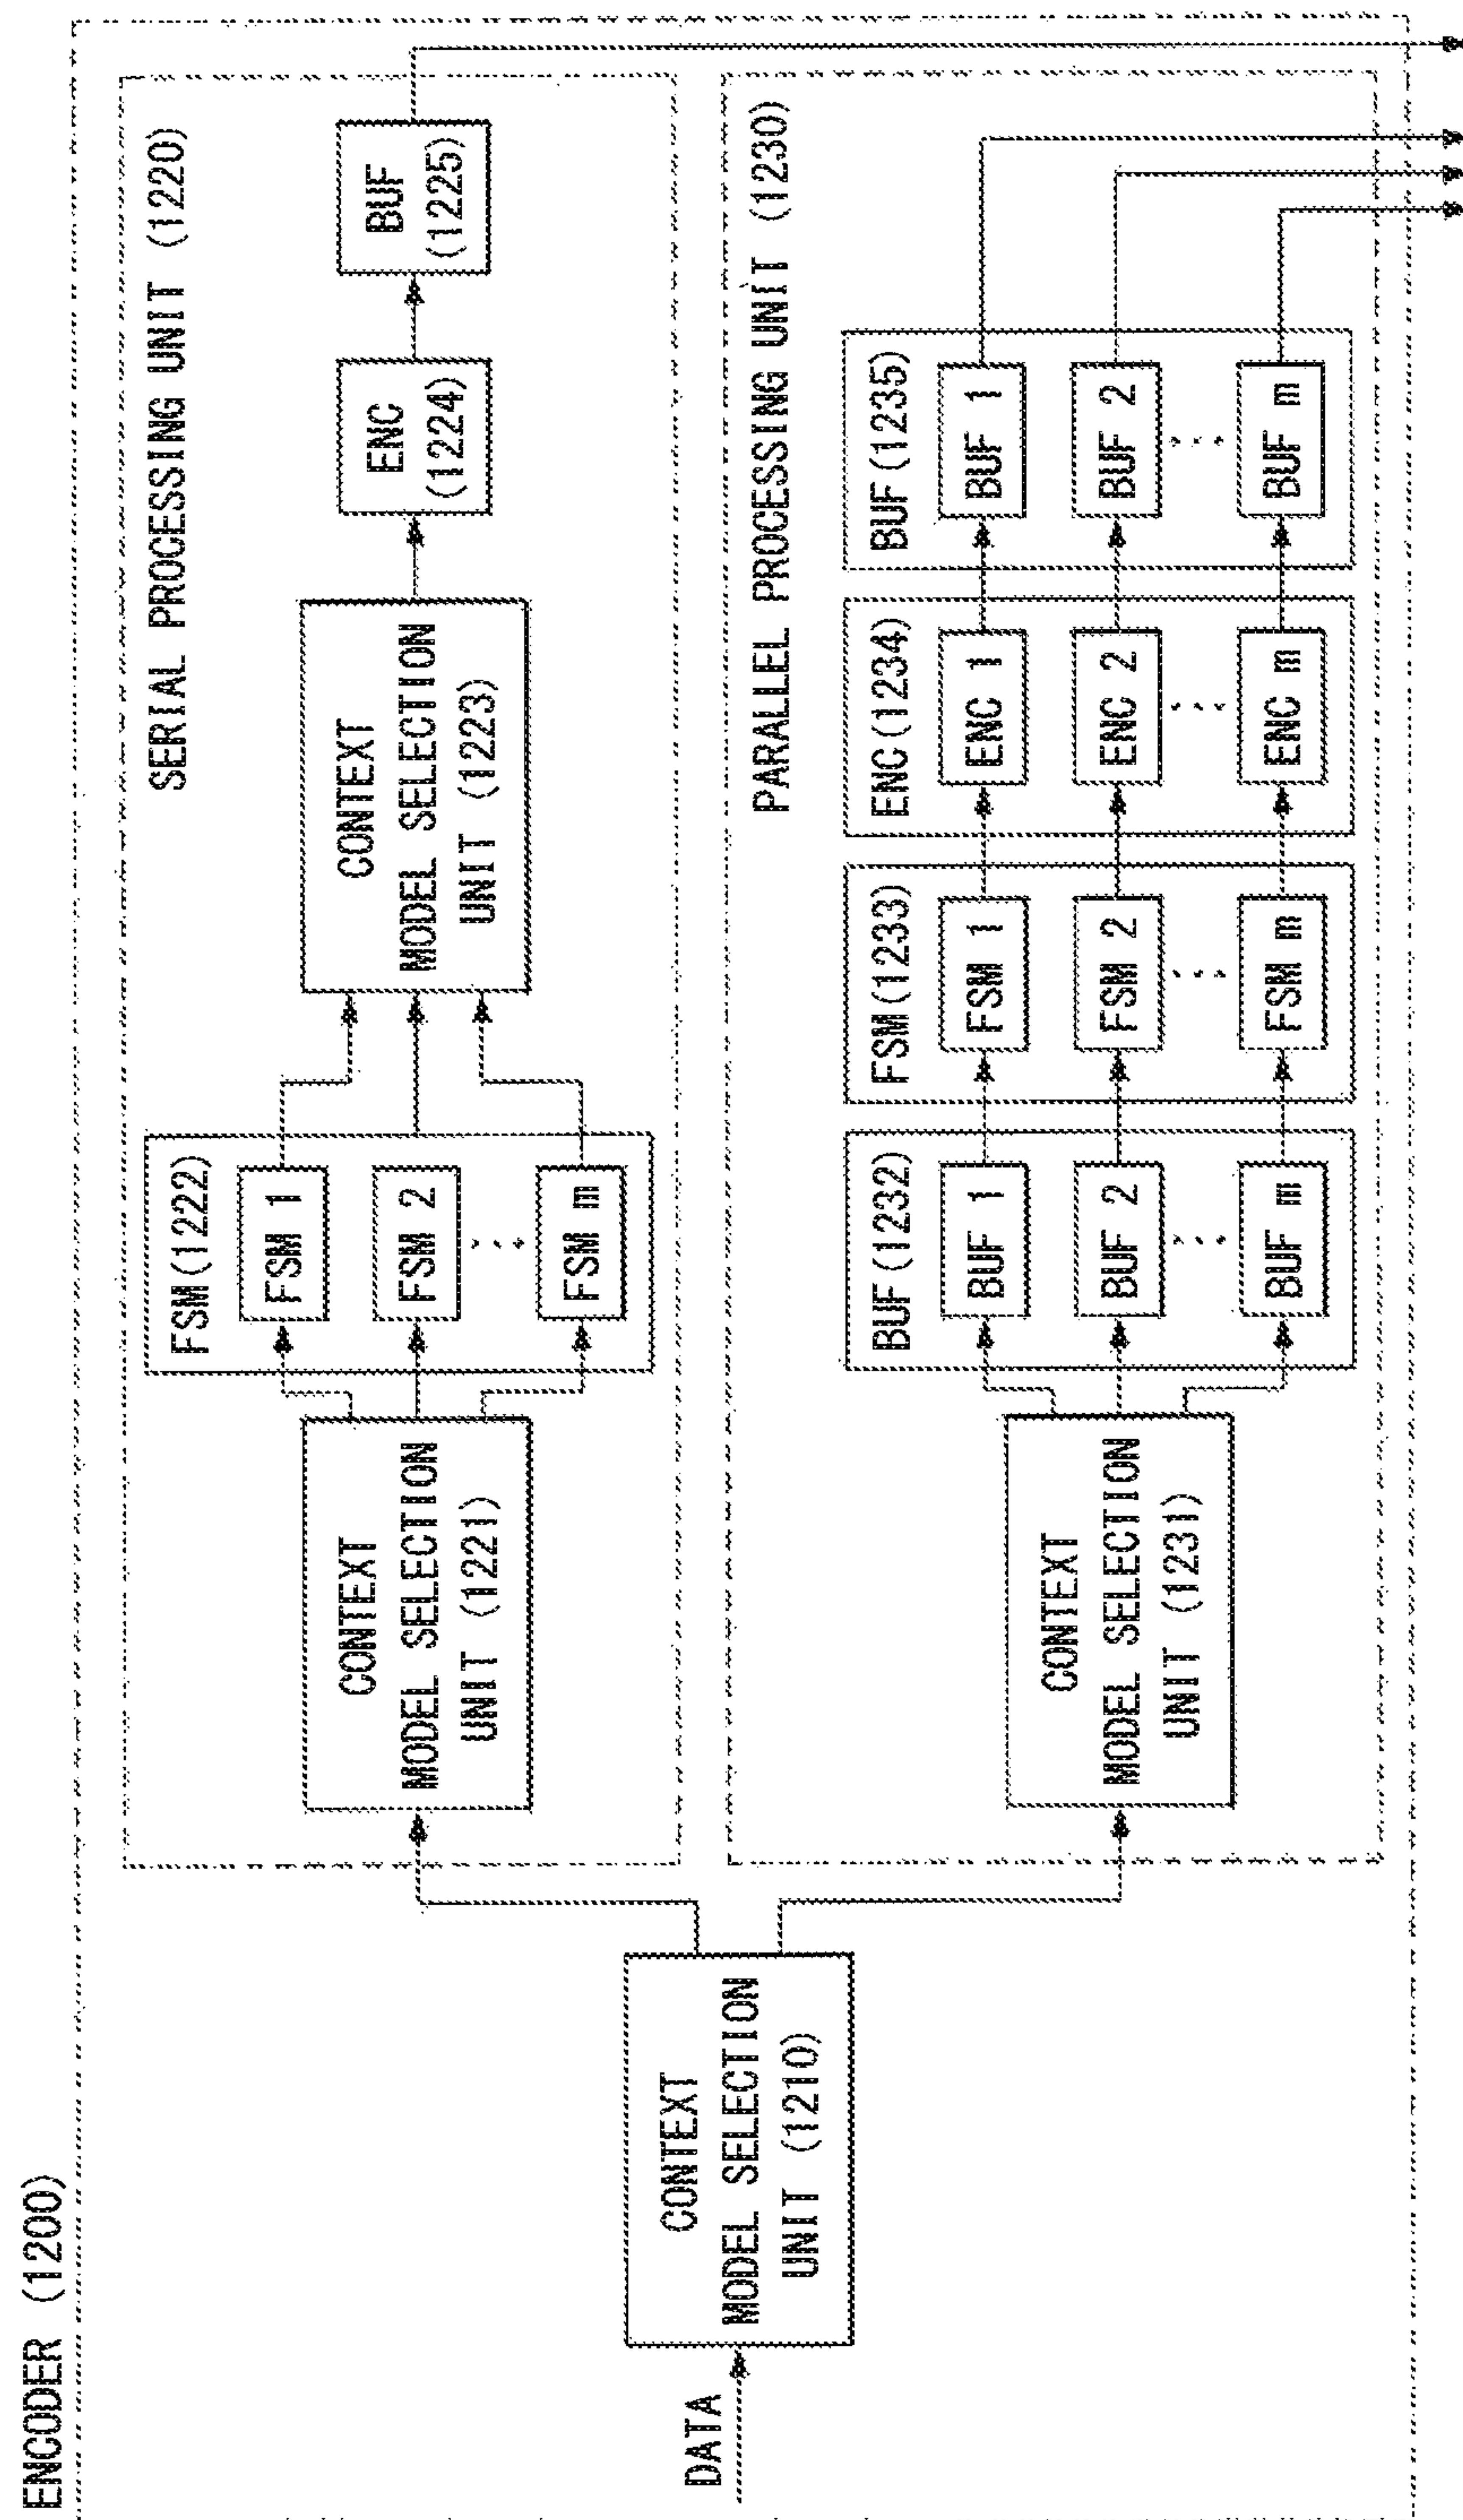 ENCODER (1200)
DATA
CONTEXT
MODEL SELECTION
UNIT (1210)
SERIAL PROCESSING UNIT (1220)
CONTEXT
MODEL SELECTION
UNIT (1221)
FSM(1222)
FSM 1
FSM 2
...
FSM m
CONTEXT
MODEL SELECTION
UNIT (1223)
ENC
(1224)
BUF
(1225)
PARALLEL PROCESSING UNIT (1230)
CONTEXT
MODEL SELECTION
UNIT (1231)
BUF(1232)
BUF 1
BUF 2
...
BUF m
FSM(1233)
FSM 1
FSM 2
...
FSM m
ENC(1234)
ENC 1
ENC 2
...
ENC m
BUF(1235)
BUF 1
BUF 2
...
BUF m